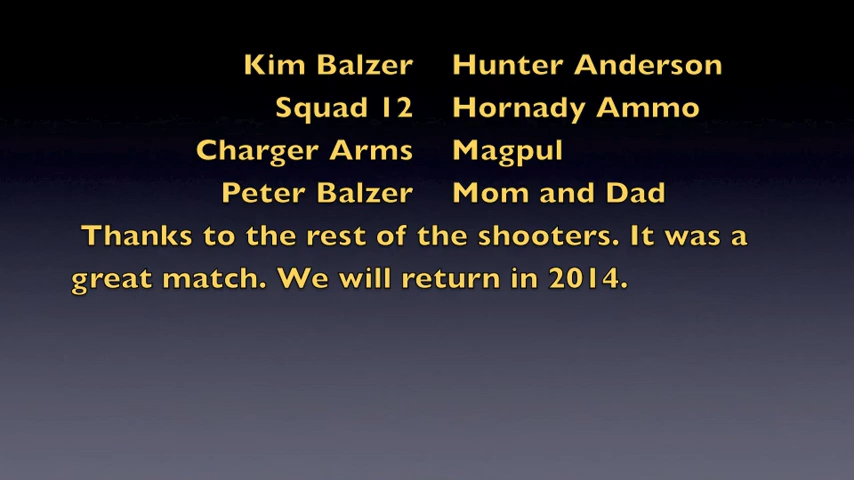 Kim Balzer Hunter Anderson
Squad 12 Hornady Ammo
Charger Arms Magpul
Peter Balzer Mom and Dad
Thanks to the rest of the shooters. It was a
great match. We will return in 2014.